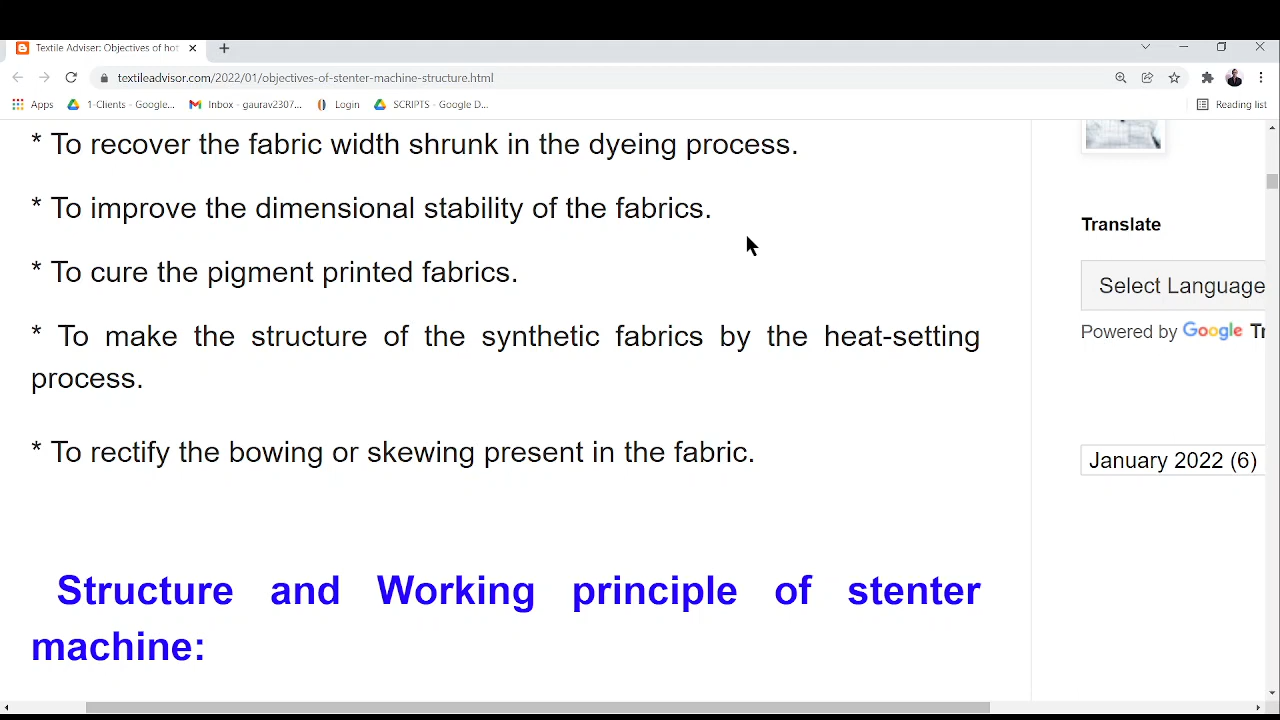 Textile Adviser: Objectives of hot
textileadvisor.com/2022/01/objectives-of-stenter-machine-structure.html
Apps
1-Clients - Google...
Inbox - gaurav2307...
Login
SCRIPTS - Google D...
Reading list
* To recover the fabric width shrunk in the dyeing process.
* To improve the dimensional stability of the fabrics.
* To cure the pigment printed fabrics.
* To make the structure of the synthetic fabrics by the heat-setting
process.
* To rectify the bowing or skewing present in the fabric.
Structure and Working principle of stenter
machine:
Translate
Select Language
Powered by Google Tr
January 2022 (6)